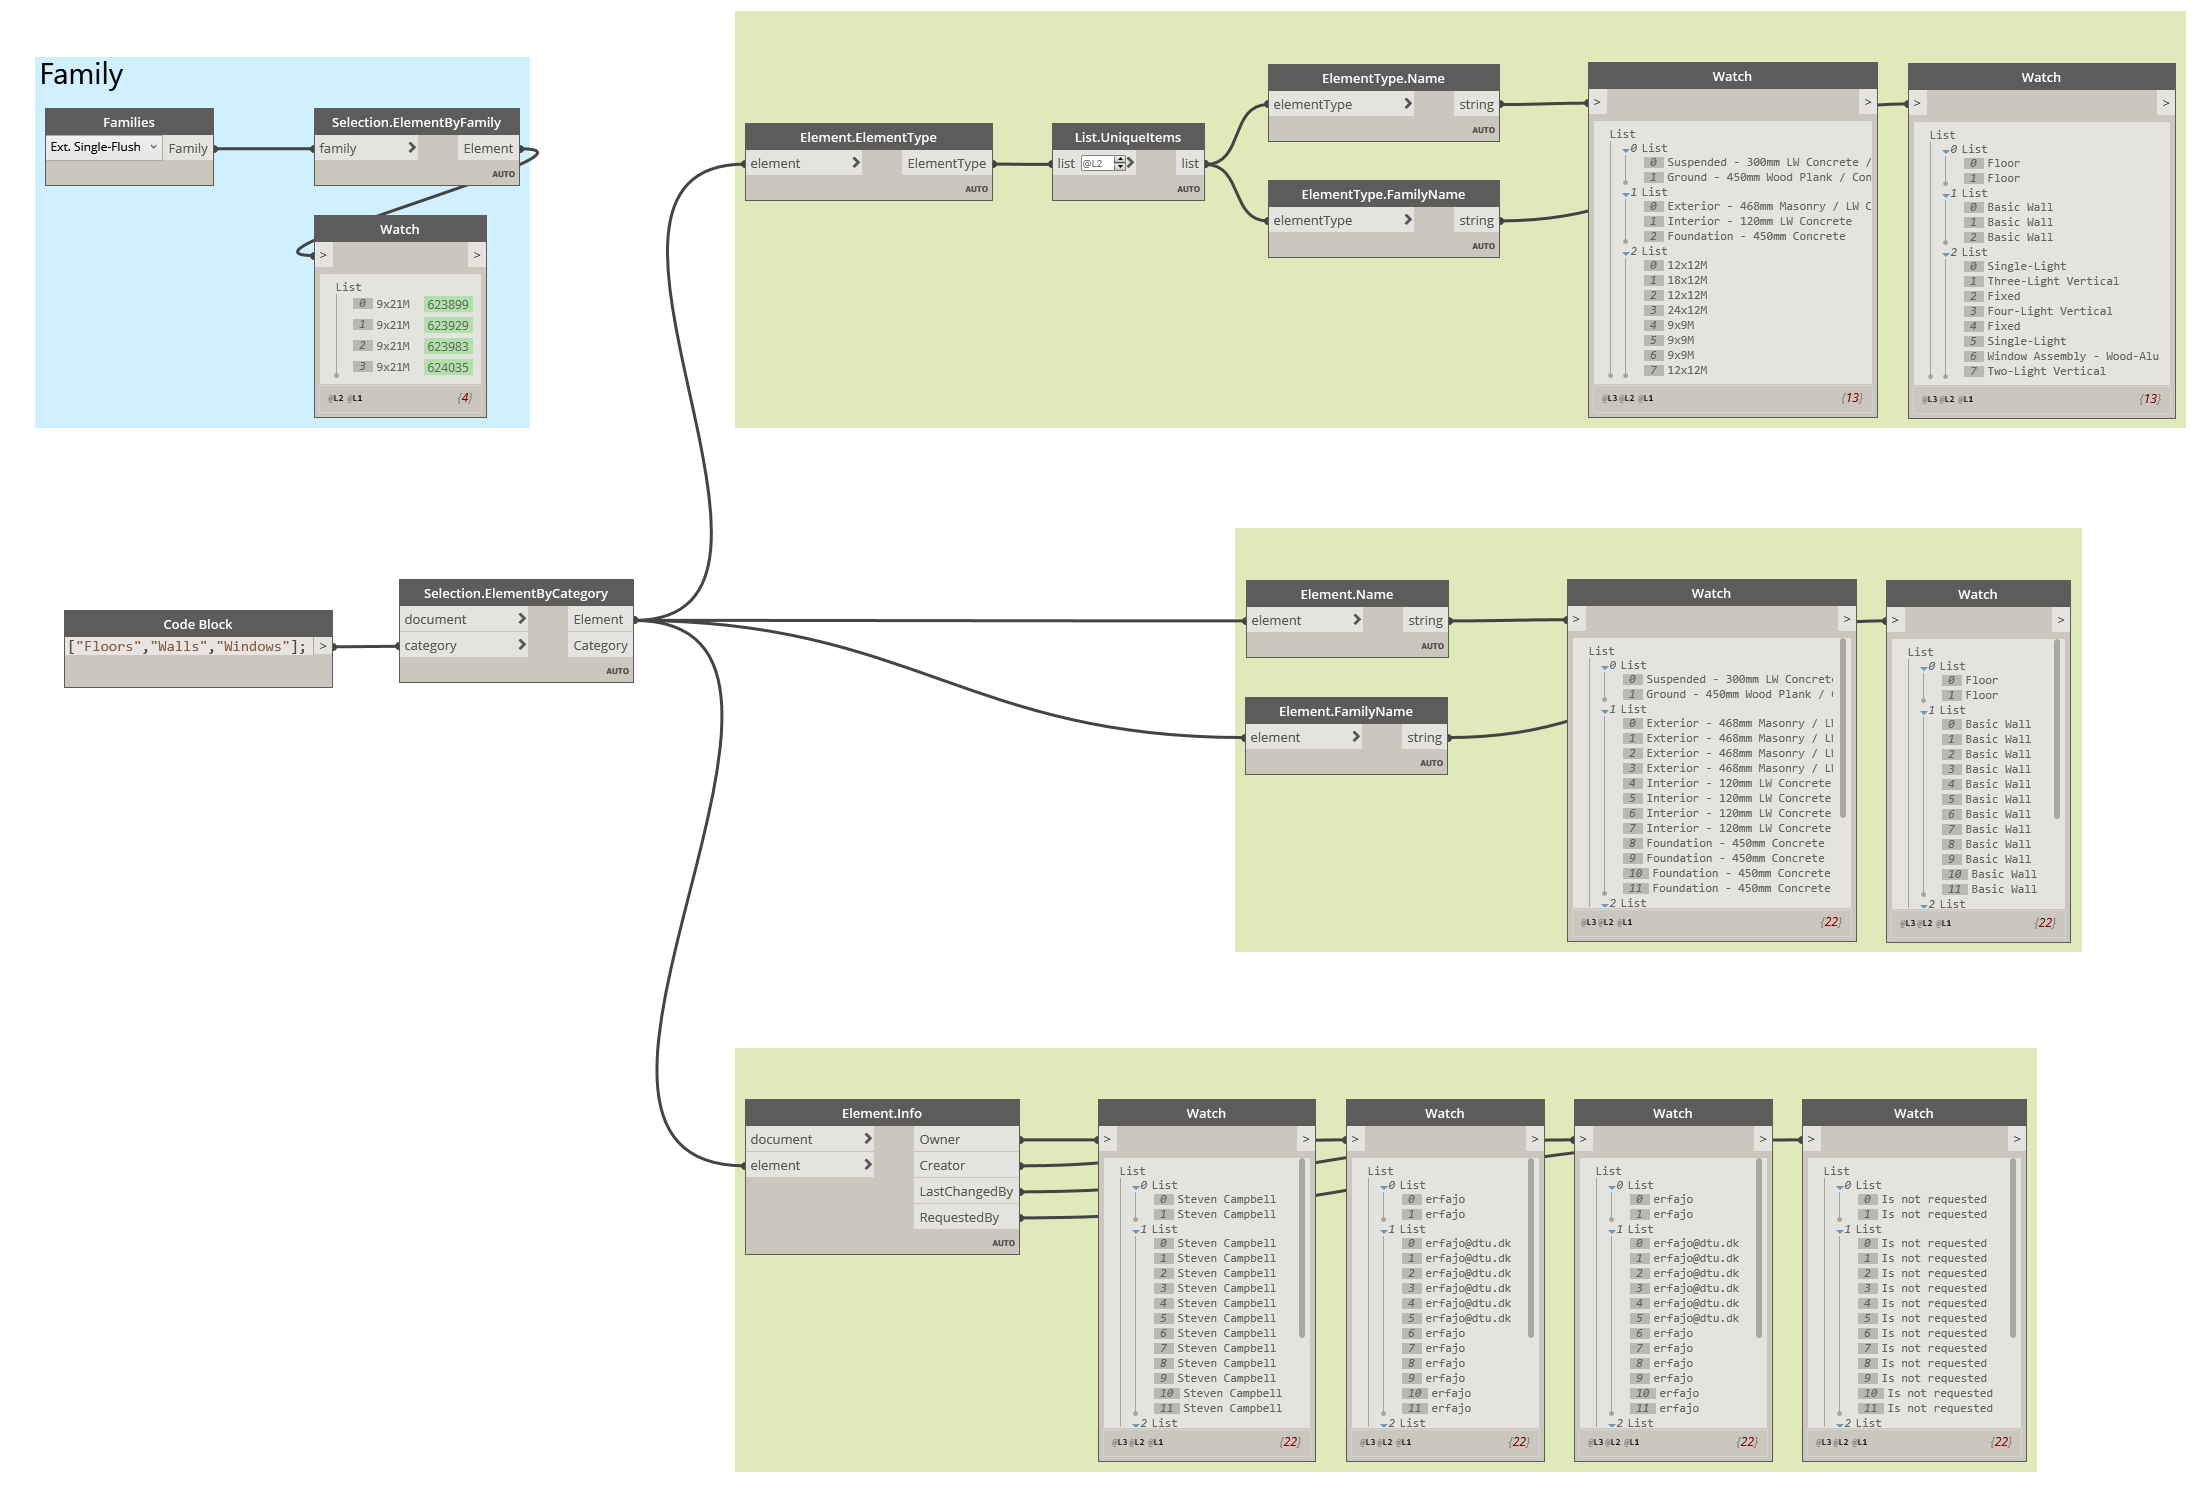 Family
Families
Ext. Single-Flush
Family
Selection.ElementByFamily
family > Element
AUTO
Watch
> >
List
0 9x21M 623899
1 9x21M 623929
2 9x21M 623983
3 9x21M 624035
@L2 @L1 {4}
Element.ElementType
element > ElementType
AUTO
List.UniqueItems
list @L2 > list
AUTO
ElementType.Name
elementType > string
AUTO
ElementType.FamilyName
elementType > string
AUTO
Watch
> >
List
0 List
0 Suspended - 300mm LW Concrete /
1 Ground - 450mm Wood Plank / Con
1 List
0 Exterior - 468mm Masonry / LW C
1 Interior - 120mm LW Concrete
2 Foundation - 450mm Concrete
2 List
0 12x12M
1 18x12M
2 12x12M
3 24x12M
4 9x9M
5 9x9M
6 9x9M
7 12x12M
@L3 @L2 @L1 {13}
Watch
> >
List
0 List
0 Floor
1 Floor
1 List
0 Basic Wall
1 Basic Wall
2 Basic Wall
2 List
0 Single-Light
1 Three-Light Vertical
2 Fixed
3 Four-Light Vertical
4 Fixed
5 Single-Light
6 Window Assembly - Wood-Alu
7 Two-Light Vertical
@L3 @L2 @L1 {13}
Code Block
["Floors","Walls","Windows"]; >
Selection.ElementByCategory
document > Element
category > Category
AUTO
Element.Name
element > string
AUTO
Element.FamilyName
element > string
AUTO
Watch
> >
List
0 List
0 Suspended - 300mm LW Concrete
1 Ground - 450mm Wood Plank /
1 List
0 Exterior - 468mm Masonry /
1 Exterior - 468mm Masonry /
2 Exterior - 468mm Masonry /
3 Exterior - 468mm Masonry /
4 Interior - 120mm LW Concrete
5 Interior - 120mm LW Concrete
6 Interior - 120mm LW Concrete
7 Interior - 120mm LW Concrete
8 Foundation - 450mm Concrete
9 Foundation - 450mm Concrete
10 Foundation - 450mm Concrete
11 Foundation - 450mm Concrete
2 List
@L3 @L2 @L1 {22}
Watch
> >
List
0 List
0 Floor
1 Floor
1 List
0 Basic Wall
1 Basic Wall
2 Basic Wall
3 Basic Wall
4 Basic Wall
5 Basic Wall
6 Basic Wall
7 Basic Wall
8 Basic Wall
9 Basic Wall
10 Basic Wall
11 Basic Wall
2 List
@L3 @L2 @L1 {22}
Element.Info
document > Owner
element > Creator
LastChangedBy
RequestedBy
AUTO
Watch
> >
List
0 List
0 Steven Campbell
1 Steven Campbell
1 List
0 Steven Campbell
1 Steven Campbell
2 Steven Campbell
3 Steven Campbell
4 Steven Campbell
5 Steven Campbell
6 Steven Campbell
7 Steven Campbell
8 Steven Campbell
9 Steven Campbell
10 Steven Campbell
11 Steven Campbell
2 List
@L3 @L2 @L1 {22}
Watch
> >
List
0 List
0 erfajo
1 erfajo
1 List
0 erfajo@dtu.dk
1 erfajo@dtu.dk
2 erfajo@dtu.dk
3 erfajo@dtu.dk
4 erfajo@dtu.dk
5 erfajo@dtu.dk
6 erfajo
7 erfajo
8 erfajo
9 erfajo
10 erfajo
11 erfajo
2 List
@L3 @L2 @L1 {22}
Watch
> >
List
0 List
0 erfajo
1 erfajo
1 List
0 erfajo@dtu.dk
1 erfajo@dtu.dk
2 erfajo@dtu.dk
3 erfajo@dtu.dk
4 erfajo@dtu.dk
5 erfajo@dtu.dk
6 erfajo
7 erfajo
8 erfajo
9 erfajo
10 erfajo
11 erfajo
2 List
@L3 @L2 @L1 {22}
Watch
> >
List
0 List
0 Is not requested
1 Is not requested
1 List
0 Is not requested
1 Is not requested
2 Is not requested
3 Is not requested
4 Is not requested
5 Is not requested
6 Is not requested
7 Is not requested
8 Is not requested
9 Is not requested
10 Is not requested
11 Is not requested
2 List
@L3 @L2 @L1 {22}